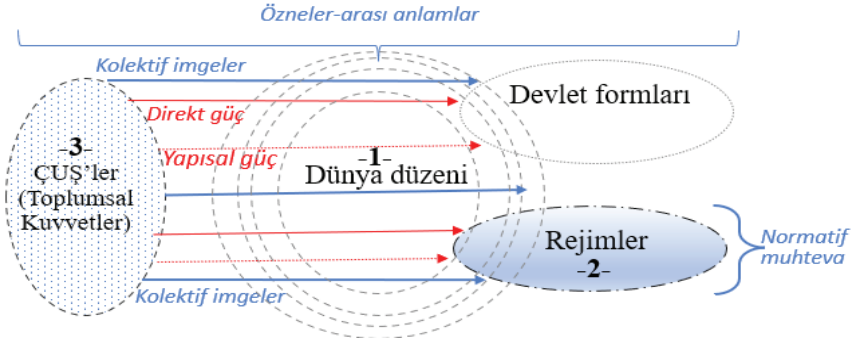 Özneler-arası anlamlar
Kolektif imgeler
Direkt güç
Yapısal güç
-3-
ÇUŞ’ler
(Toplumsal
Kuvvetler)
-1-
Dünya düzeni
Devlet formları
Rejimler
-2-
Normatif
muhteva
Kolektif imgeler